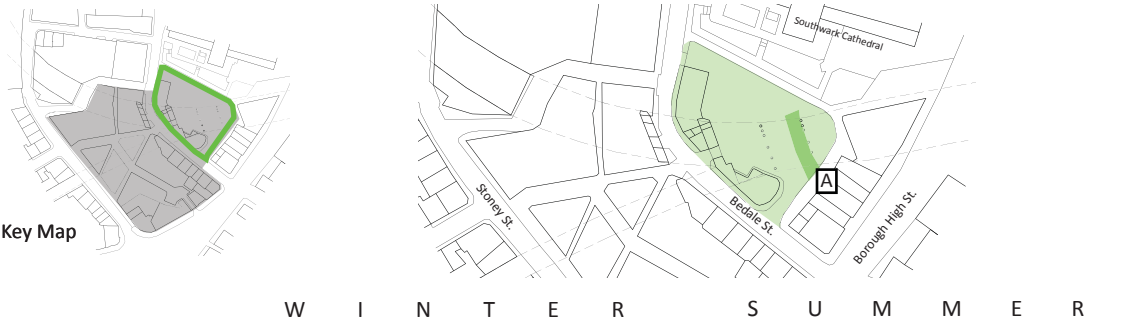 Southwark Cathedral
A
Stoney St.
Bedale St.
Borough High St.
Key Map
W I N T E R S U M M E R